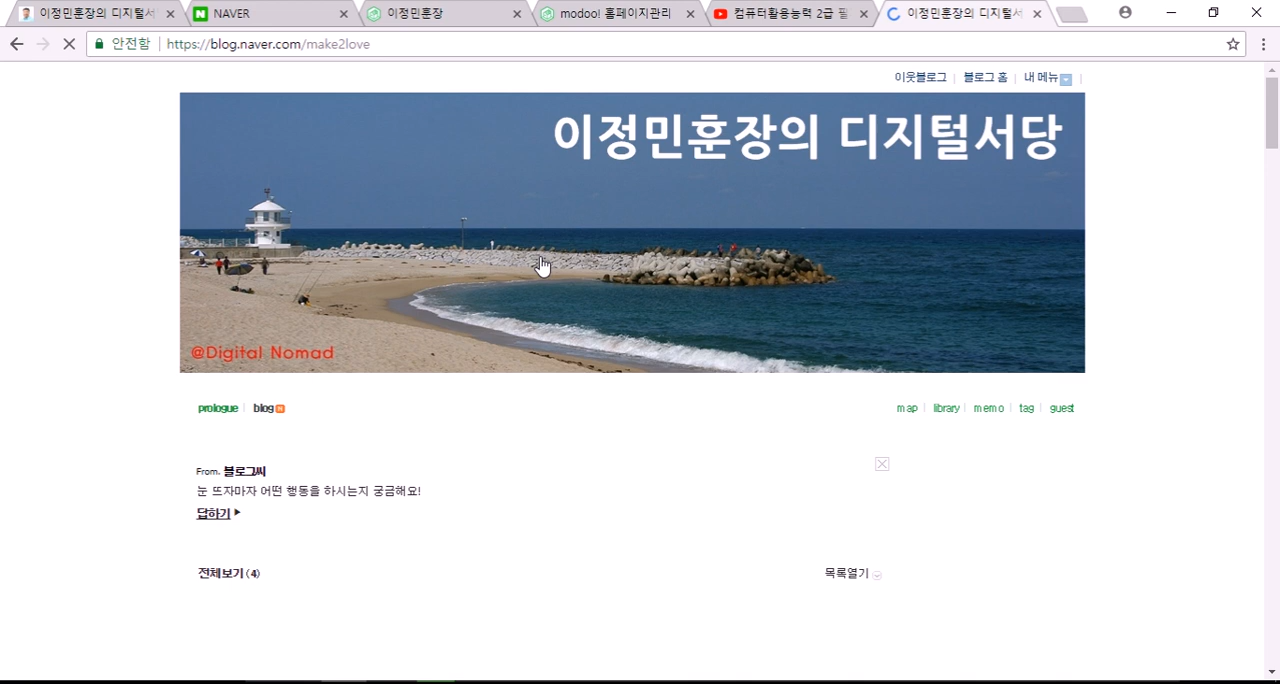 이정민훈장의 디지털서
NAVER
이정민훈장
modoo! 홈페이지관리
컴퓨터활용능력 2급 필
이정민훈장의 디지털서
안전함 https://blog.naver.com/make2love
이웃블로그 블로그 홈 내 메뉴
이정민훈장의 디지털서당
@Digital Nomad
prologue blog
map library memo tag guest
From. 블로그씨
눈 뜨자마자 어떤 행동을 하시는지 궁금해요!
답하기
전체보기 (4) 목록열기